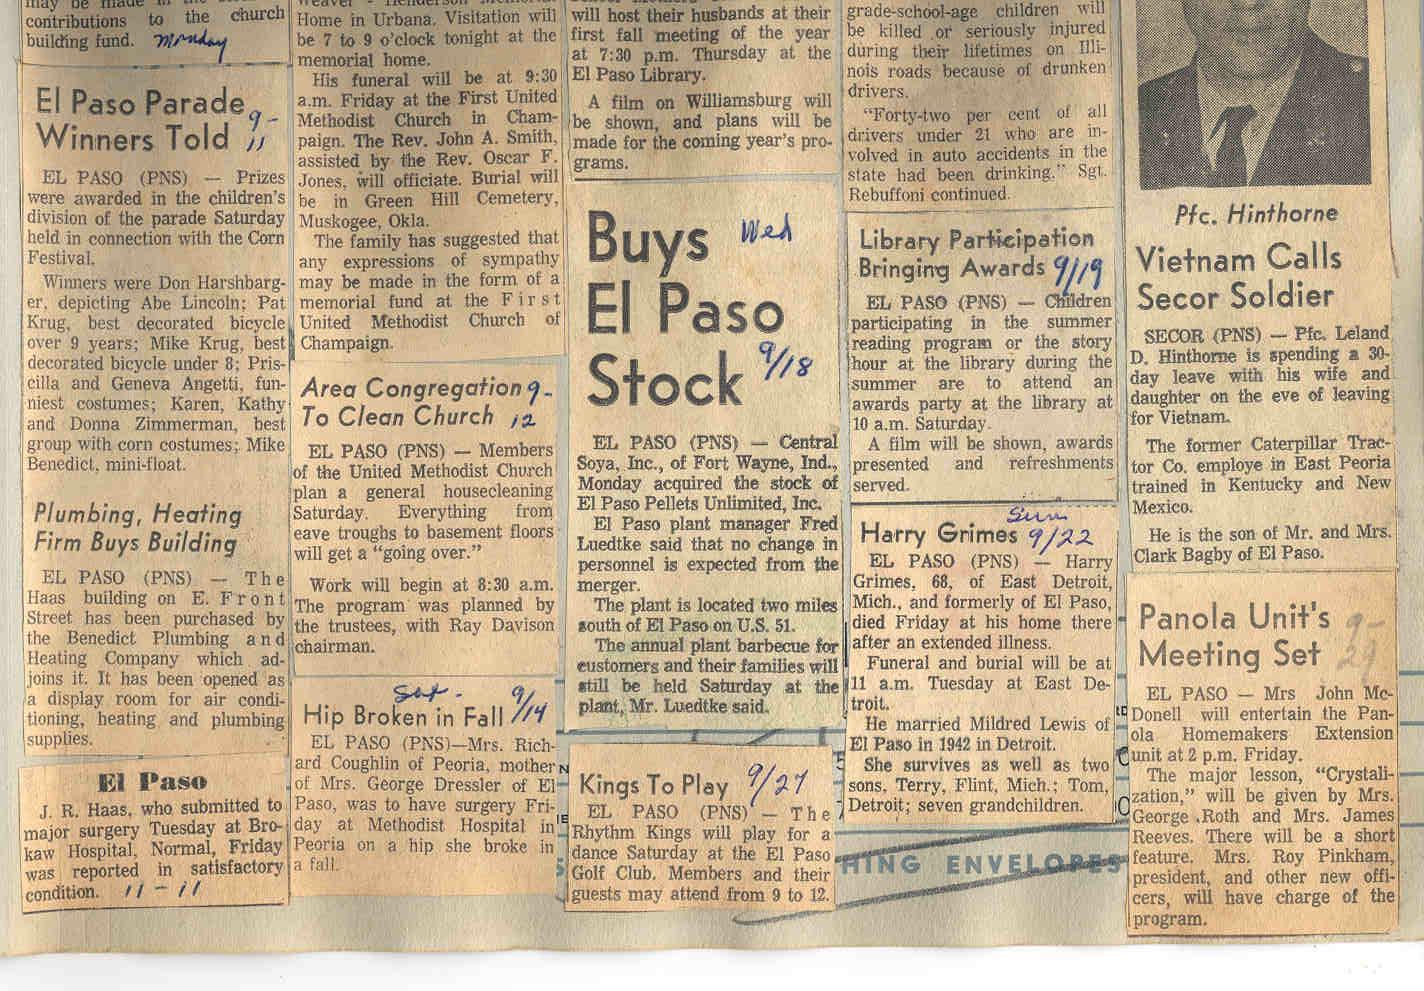 contributions to the church
building fund. Monday
El Paso Parade
Winners Told
9-
11
EL PASO (PNS) — Prizes
were awarded in the children's
division of the parade Saturday
held in connection with the Corn
Festival.
Winners were Don Harshbarg-
er, depicting Abe Lincoln; Pat
Krug, best decorated bicycle
over 9 years; Mike Krug, best
decorated bicycle under 8; Pris-
cilla and Geneva Angetti, fun-
niest costumes; Karen, Kathy
and Donna Zimmerman, best
group with corn costumes; Mike
Benedict, mini-float.
Plumbing, Heating
Firm Buys Building
EL PASO (PNS) — The
Haas building on E. Front
Street has been purchased by
the Benedict Plumbing and
Heating Company which ad-
joins it. It has been opened as
a display room for air condi-
tioning, heating and plumbing
supplies.
El Paso
J. R. Haas, who submitted to
major surgery Tuesday at Bro-
kaw Hospital, Normal, Friday
was reported in satisfactory
condition. 11-11
Weaver - Henderson Memorial
Home in Urbana. Visitation will
be 7 to 9 o'clock tonight at the
memorial home.
His funeral will be at 9:30
a.m. Friday at the First United
Methodist Church in Cham-
paign. The Rev. John A. Smith,
assisted by the Rev. Oscar F.
Jones, will officiate. Burial will
be in Green Hill Cemetery,
Muskogee, Okla.
The family has suggested that
any expressions of sympathy
may be made in the form of a
memorial fund at the First
United Methodist Church of
Champaign.
Area Congregation 9-
To Clean Church 12
EL PASO (PNS) — Members
of the United Methodist Church
plan a general housecleaning
Saturday. Everything from
eave troughs to basement floors
will get a "going over."
Work will begin at 8:30 a.m.
The program was planned by
the trustees, with Ray Davison
chairman.
Sat. 9/14
Hip Broken in Fall
EL PASO (PNS)—Mrs. Rich-
ard Coughlin of Peoria, mother
of Mrs. George Dressler of El
Paso, was to have surgery Fri-
day at Methodist Hospital in
Peoria on a hip she broke in
a fall.
will host their husbands at their
first fall meeting of the year
at 7:30 p.m. Thursday at the
El Paso Library.
A film on Williamsburg will
be shown, and plans will be
made for the coming year's pro-
grams.
Buys Wed
El Paso
Stock 9/18
EL PASO (PNS) — Central
Soya, Inc., of Fort Wayne, Ind.,
Monday acquired the stock of
El Paso Pellets Unlimited, Inc.
El Paso plant manager Fred
Luedtke said that no change in
personnel is expected from the
merger.
The plant is located two miles
south of El Paso on U.S. 51.
The annual plant barbecue for
customers and their families will
still be held Saturday at the
plant, Mr. Luedtke said.
Kings To Play 9/27
EL PASO (PNS) — The
Rhythm Kings will play for a
dance Saturday at the El Paso
Golf Club. Members and their
guests may attend from 9 to 12.
grade-school-age children will
be killed or seriously injured
during their lifetimes on Illi-
nois roads because of drunken
drivers.
"Forty-two per cent of all
drivers under 21 who are in-
volved in auto accidents in the
state had been drinking." Sgt.
Rebuffoni continued.
Library Participation
Bringing Awards 9/19
EL PASO (PNS) — Children
participating in the summer
reading program or the story
hour at the library during the
summer are to attend an
awards party at the library at
10 a.m. Saturday.
A film will be shown, awards
presented and refreshments
served.
Sun
Harry Grimes 9/22
EL PASO (PNS) — Harry
Grimes, 68, of East Detroit,
Mich., and formerly of El Paso,
died Friday at his home there
after an extended illness.
Funeral and burial will be at
11 a.m. Tuesday at East De-
troit.
He married Mildred Lewis of
El Paso in 1942 in Detroit.
She survives as well as two
sons, Terry, Flint, Mich.; Tom,
Detroit; seven grandchildren.
HING ENVELOPES
Pfc. Hinthorne
Vietnam Calls
Secor Soldier
SECOR (PNS) — Pfc. Leland
D. Hinthorne is spending a 30-
day leave with his wife and
daughter on the eve of leaving
for Vietnam.
The former Caterpillar Trac-
tor Co. employe in East Peoria
trained in Kentucky and New
Mexico.
He is the son of Mr. and Mrs.
Clark Bagby of El Paso.
Panola Unit's 9-
Meeting Set 29
EL PASO — Mrs John Mc-
Donell will entertain the Pan-
ola Homemakers Extension
unit at 2 p.m. Friday.
The major lesson, "Crystali-
zation," will be given by Mrs.
George Roth and Mrs. James
Reeves. There will be a short
feature. Mrs. Roy Pinkham,
president, and other new offi-
cers, will have charge of the
program.